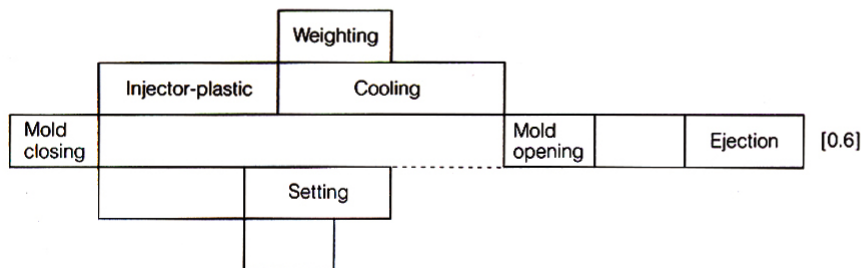 Weighting
Injector-plastic
Cooling
Mold
closing
Mold
opening
Ejection
[0.6]
Setting